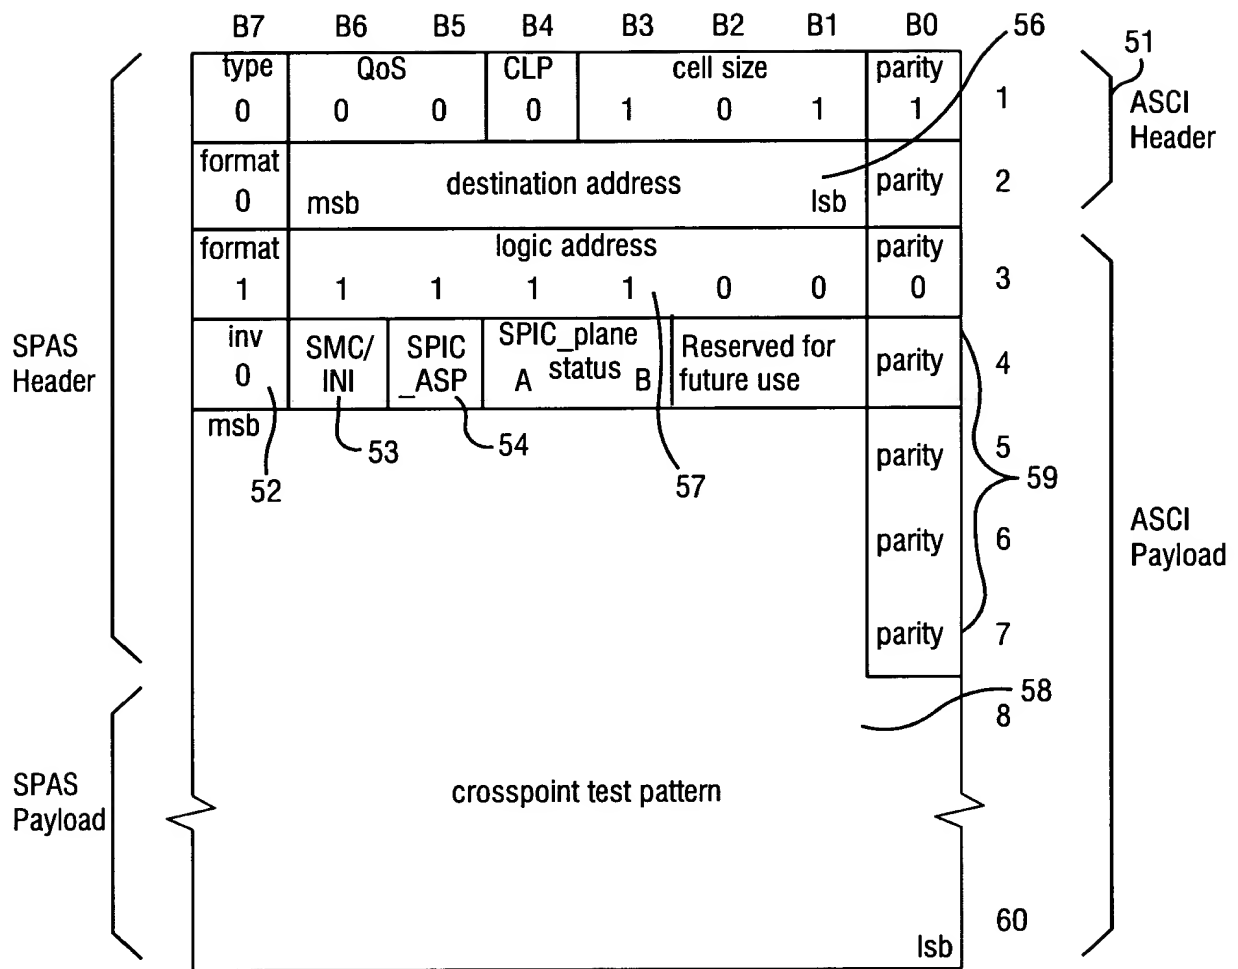 B7 B6 B5 B4 B3 B2 B1 B0
56
51
type QoS CLP cell size parity
0 0 0 0 1 0 1 1
1
ASCI
Header
format
0
msb
destination address
lsb
parity
2
format logic address parity
1 1 1 1 1 0 0 0
3
SPAS
Header
inv
0
SMC/
INI
SPIC
_ASP
SPIC_plane
status
A B
Reserved for
future use
parity
4
msb
53
54
52
57
parity
5
59
parity
6
ASCI
Payload
parity
7
58
8
SPAS
Payload
crosspoint test pattern
60
lsb